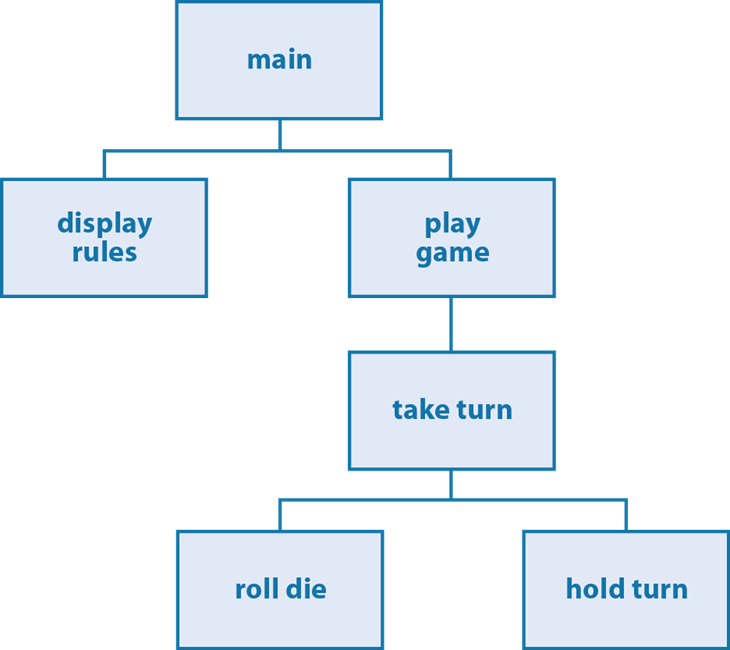 main
display
rules
play
game
take turn
roll die
hold turn